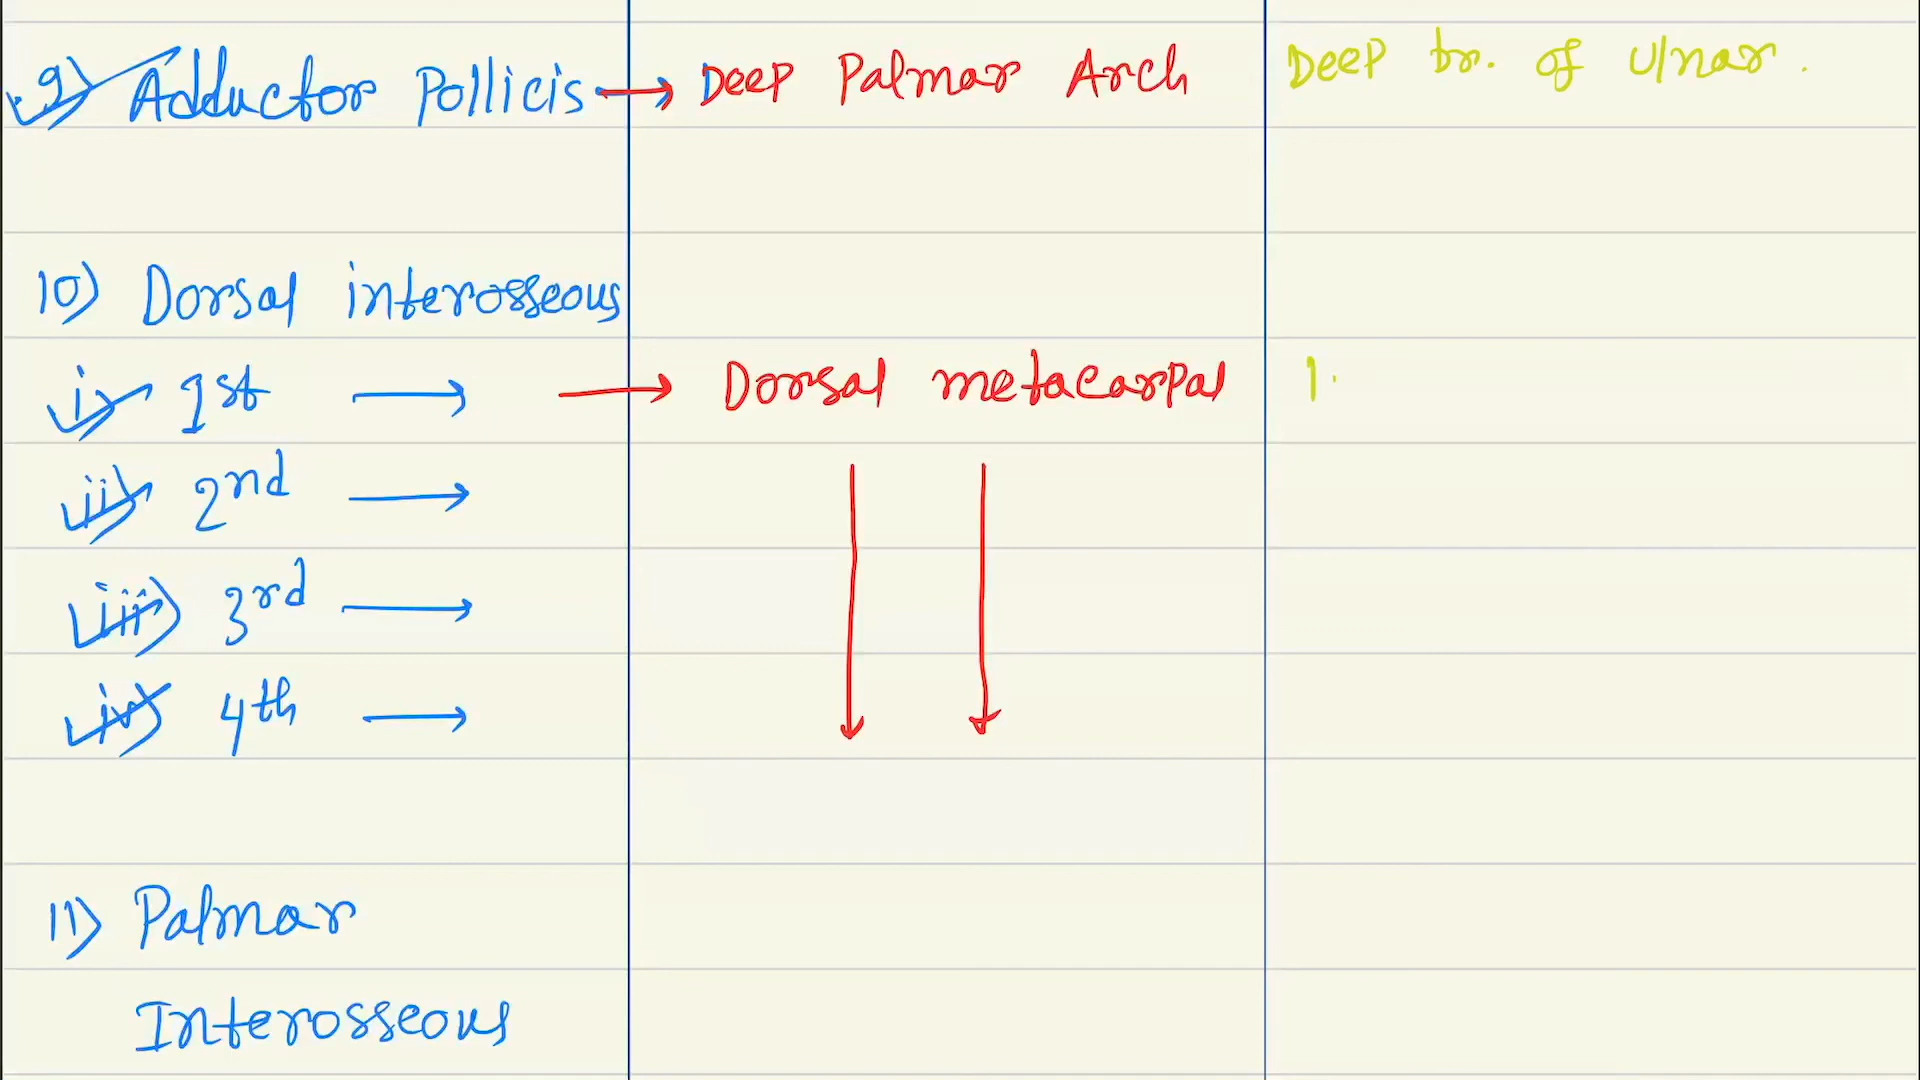 9) Adductor Pollicis → Deep Palmar Arch Deep br. of Ulnar.
10) Dorsal interosseous
i) 1st → → Dorsal metacarpal 1.
ii) 2nd →
iii) 3rd →
iv) 4th →
11) Palmar
Interosseous